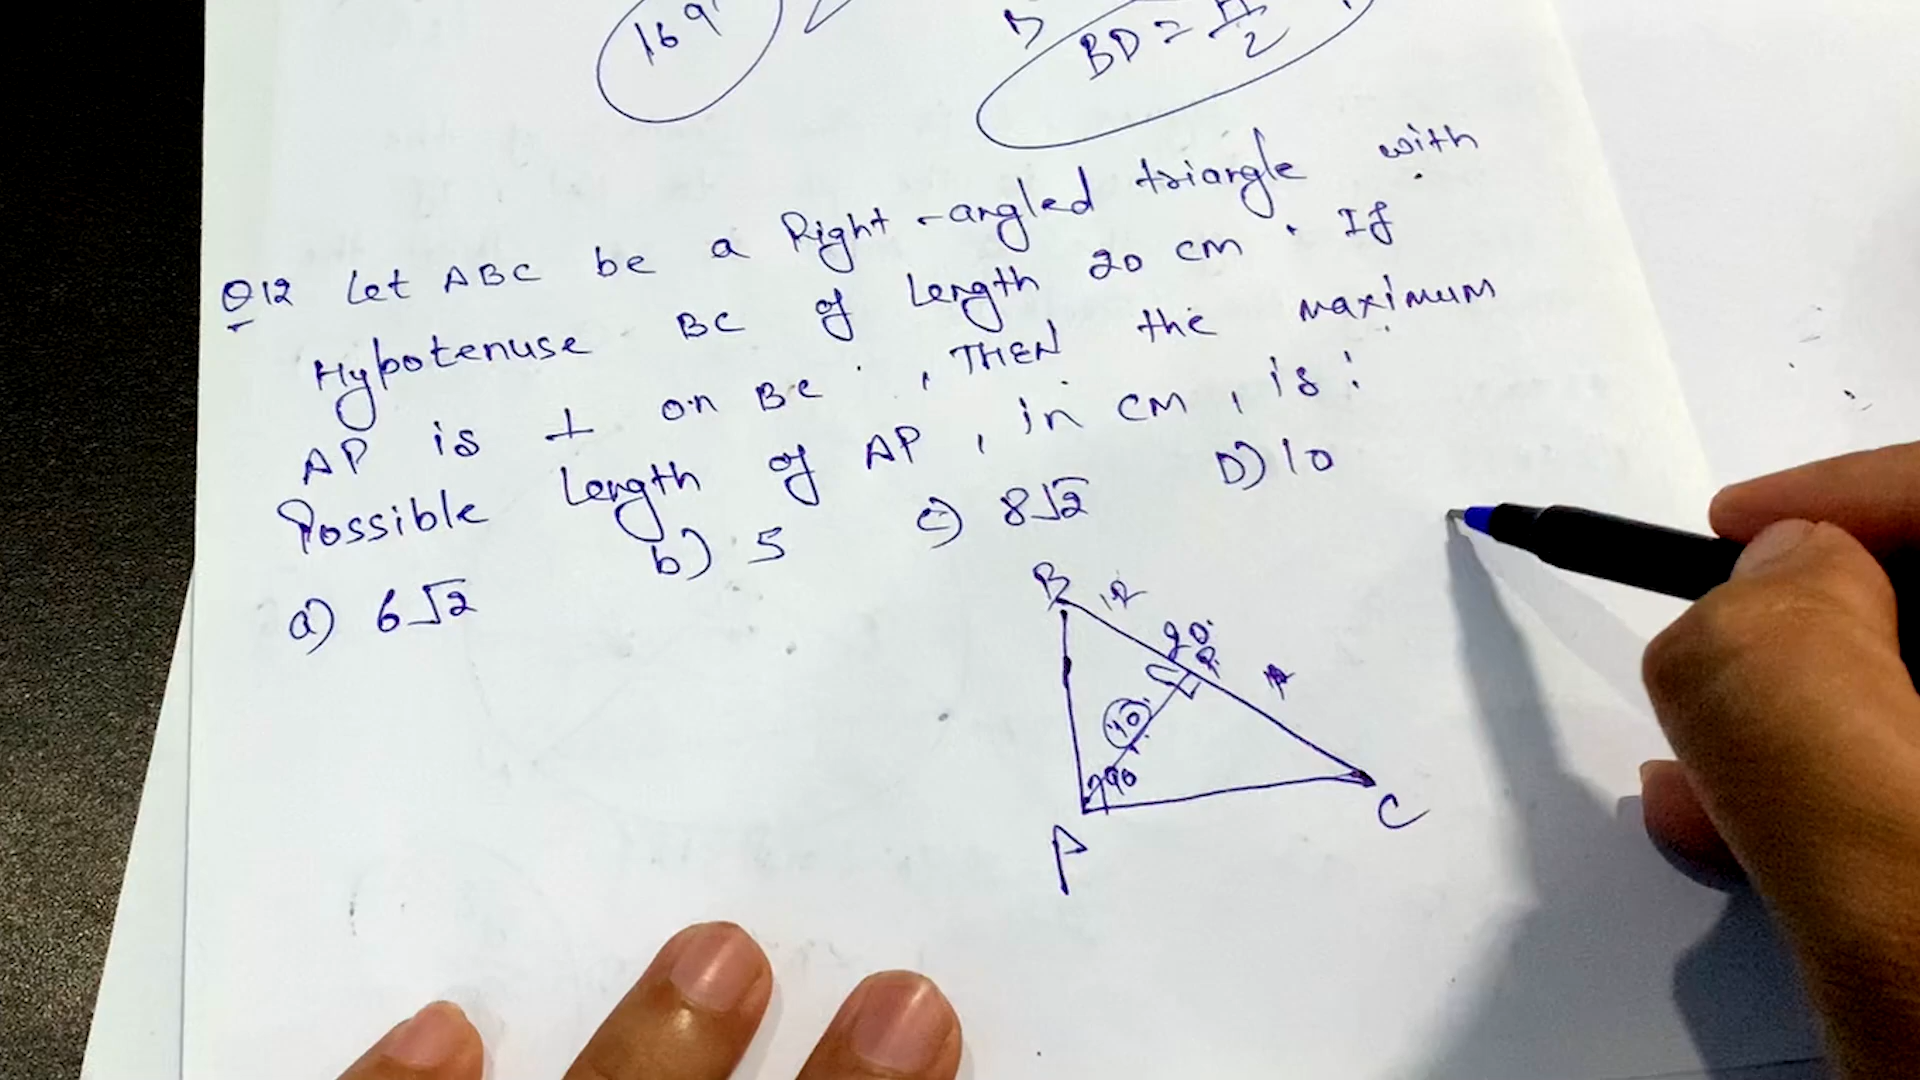 169
BD = /2
Q12 Let ABC be a Right-angled triangle with
Hypotenuse BC of Length 20 cm. If
AP is ⊥ on BC, THEN the maximum
Possible Length of AP, in cm, is:
a) 6√2 b) 5 c) 8√2 D) 10
B
20
10
90
C
P